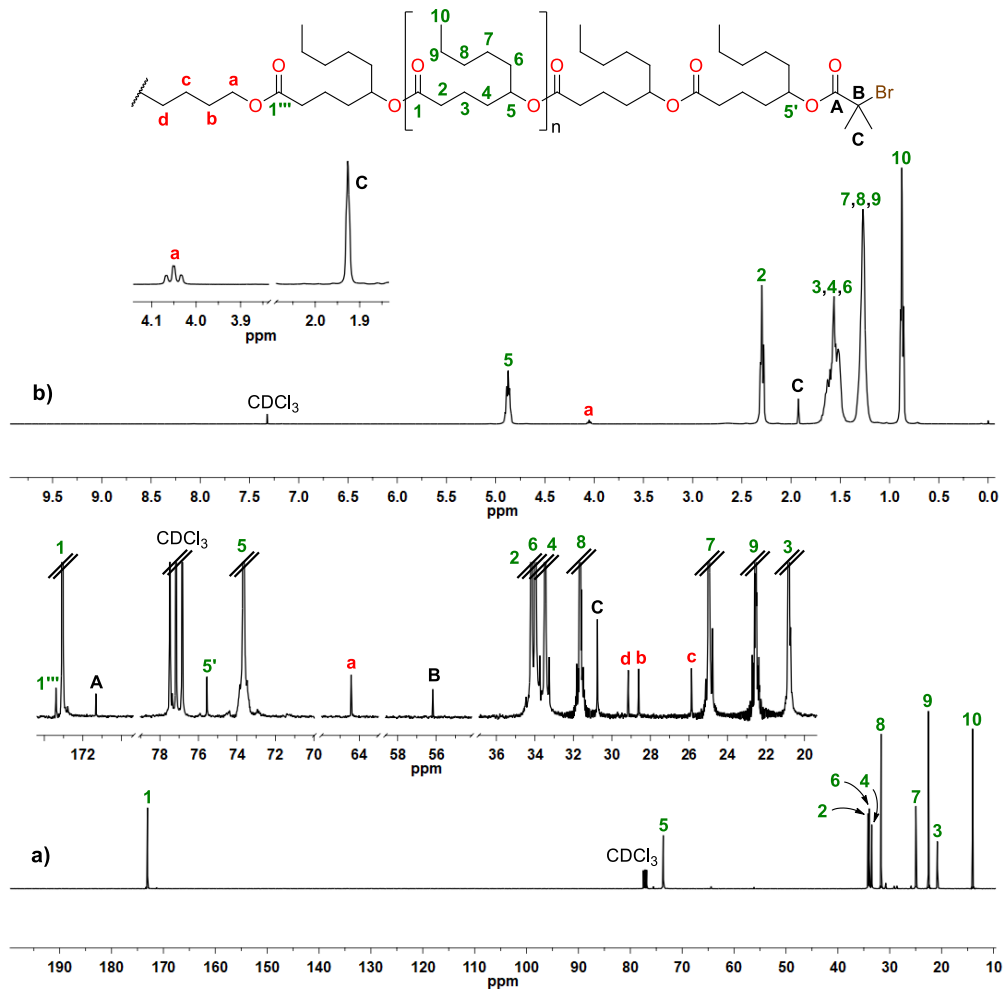 10
9
8
7
6
O
O
O
O
O
c
a
d
b
O
1''''
O
1
2
3
4
5
O
n
O
5'
O
A
B
Br
C
a
C
4.1 4.0 3.9 2.0 1.9
ppm
10
7,8,9
2
3,4,6
5
b)
CDCl3
a
C
9.5 9.0 8.5 8.0 7.5 7.0 6.5 6.0 5.5 5.0 4.5 4.0 3.5 3.0 2.5 2.0 1.5 1.0 0.5 0.0
ppm
1
CDCl3
5
2
6
4
8
7
9
3
C
1''''
A
5'
a
B
d
b
c
172 78 76 74 72 70 64 58 56 36 34 32 30 28 26 24 22 20
ppm
9
8
10
6
4
1
2
7
5
3
a)
CDCl3
190 180 170 160 150 140 130 120 110 100 90 80 70 60 50 40 30 20 10
ppm